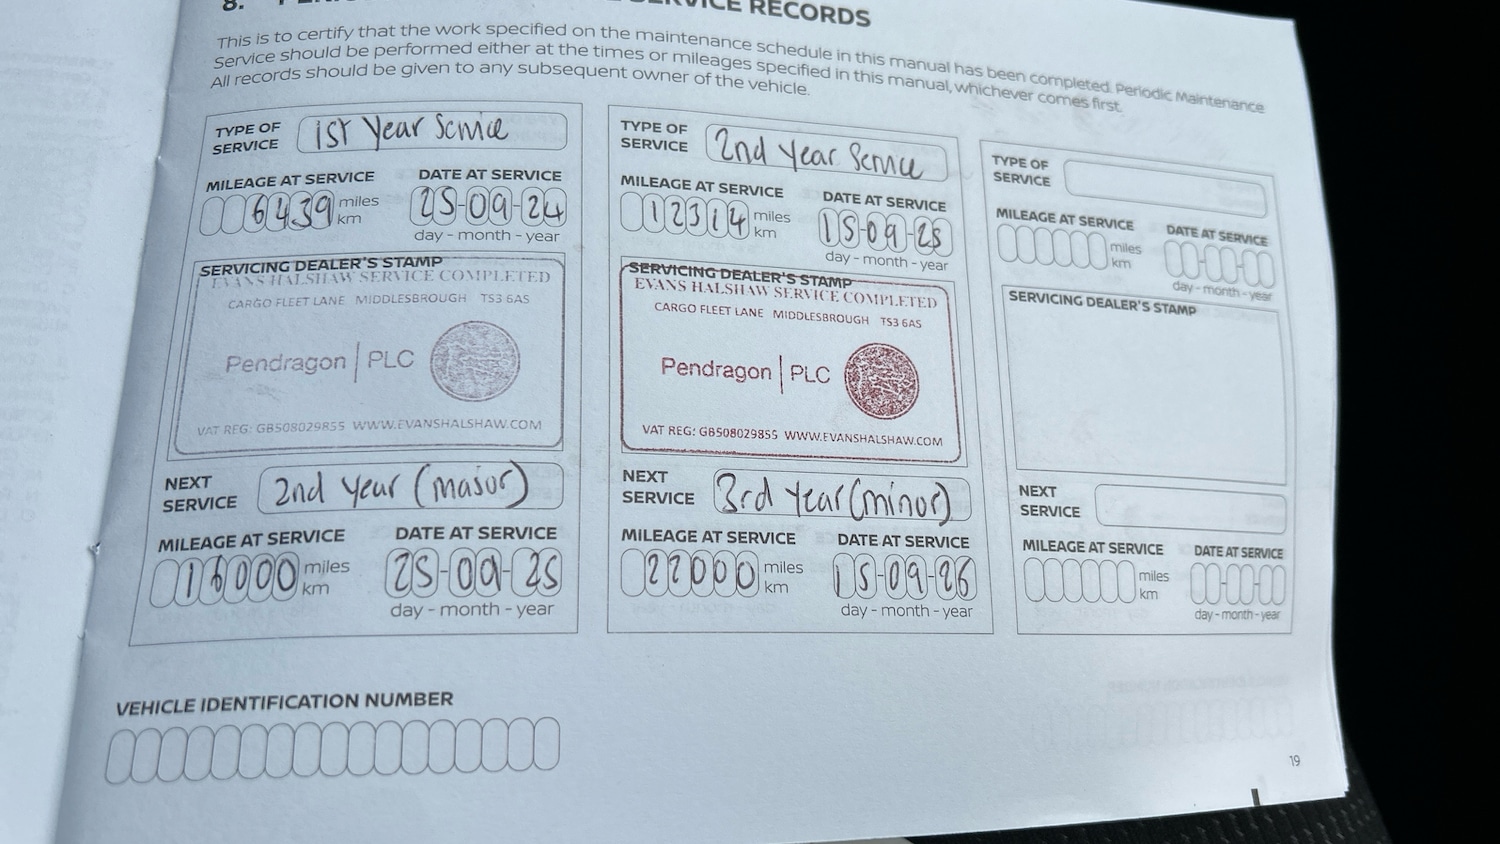 8.
SERVICE RECORDS
This is to certify that the work specified on the maintenance schedule in this manual has been completed. Periodic Maintenance
Service should be performed either at the times or mileages specified in this manual, whichever comes first.
All records should be given to any subsequent owner of the vehicle.
TYPE OF
SERVICE
1st Year Service
MILEAGE AT SERVICE
6439
miles
km
DATE AT SERVICE
25-09-24
day - month - year
SERVICING DEALER'S STAMP
EVANS HALSHAW SERVICE COMPLETED
CARGO FLEET LANE MIDDLESBROUGH TS3 6AS
Pendragon | PLC
VAT REG: GB508029855 WWW.EVANSHALSHAW.COM
NEXT
SERVICE
2nd year (major)
MILEAGE AT SERVICE
16000
miles
km
DATE AT SERVICE
25-09-25
day - month - year
TYPE OF
SERVICE
2nd Year Service
MILEAGE AT SERVICE
12314
miles
km
DATE AT SERVICE
15-09-25
day - month - year
SERVICING DEALER'S STAMP
EVANS HALSHAW SERVICE COMPLETED
CARGO FLEET LANE MIDDLESBROUGH TS3 6AS
Pendragon | PLC
VAT REG: GB508029855 WWW.EVANSHALSHAW.COM
NEXT
SERVICE
3rd Year (minor)
MILEAGE AT SERVICE
22000
miles
km
DATE AT SERVICE
15-09-26
day - month - year
TYPE OF
SERVICE
MILEAGE AT SERVICE
miles
km
DATE AT SERVICE
day - month - year
SERVICING DEALER'S STAMP
NEXT
SERVICE
MILEAGE AT SERVICE
miles
km
DATE AT SERVICE
day - month - year
VEHICLE IDENTIFICATION NUMBER
19